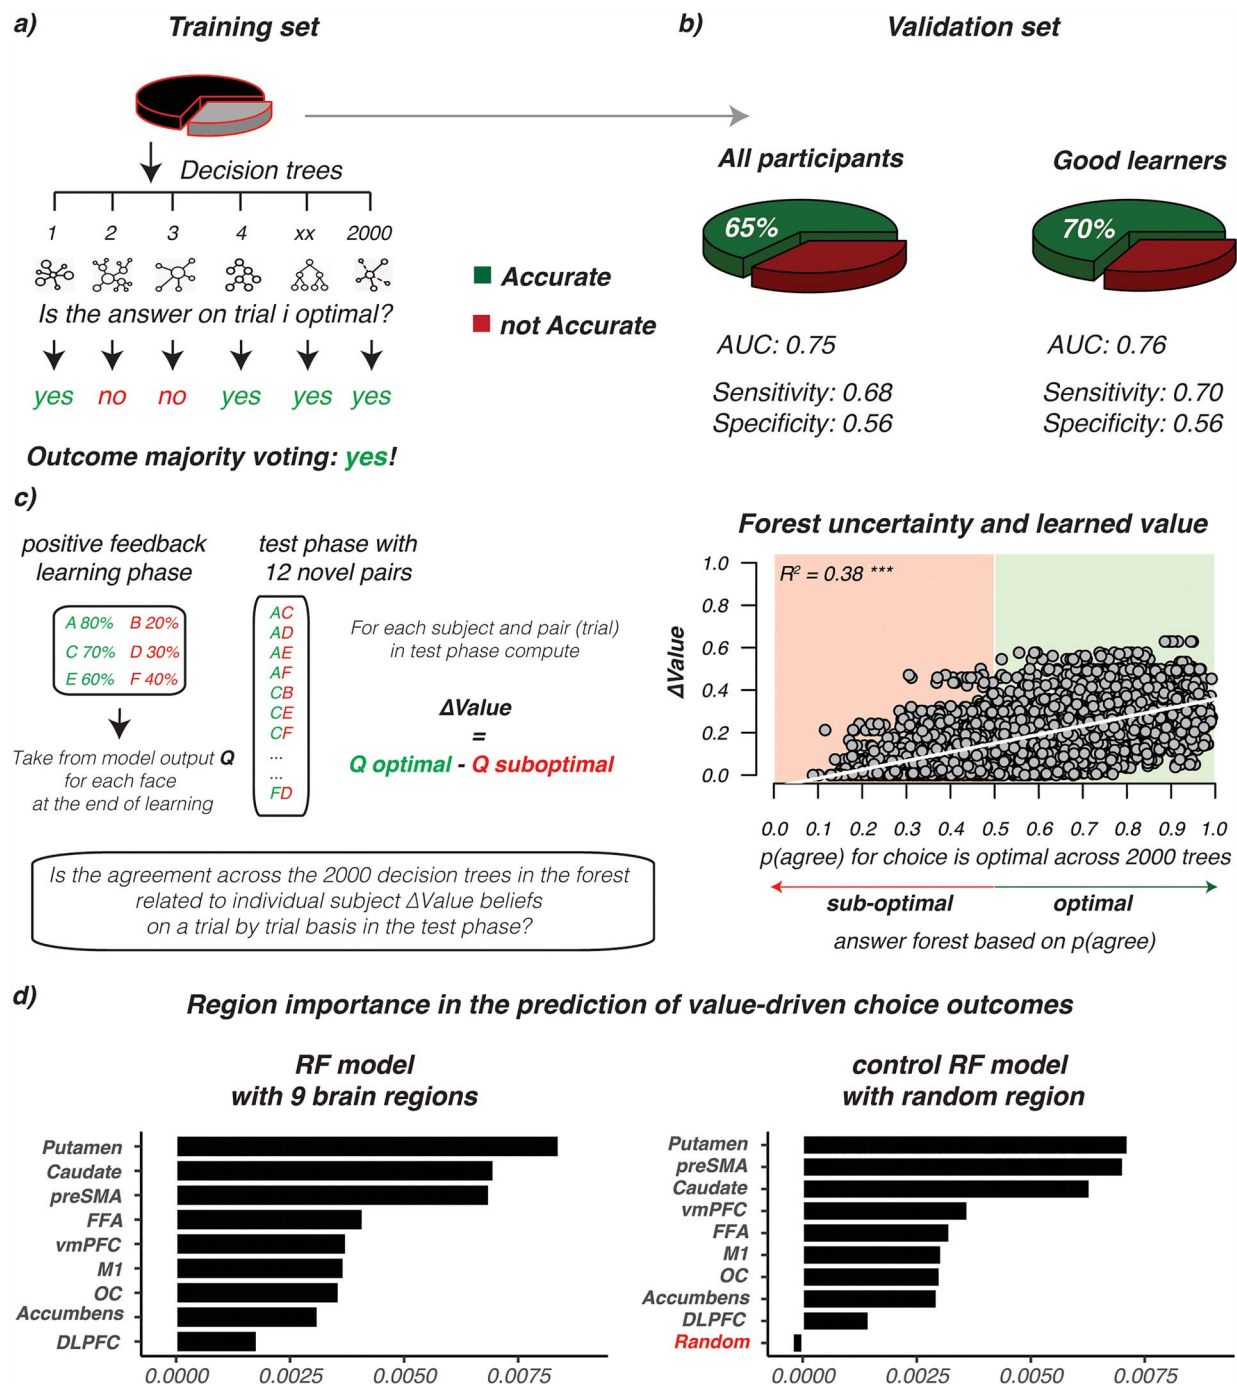 a)
Training set
Decision trees
1 2 3 4 xx 2000
Is the answer on trial i optimal?
yes no no yes yes yes
Outcome majority voting: yes!
Accurate
not Accurate
b)
Validation set
All participants
65%
AUC: 0.75
Sensitivity: 0.68
Specificity: 0.56
Good learners
70%
AUC: 0.76
Sensitivity: 0.70
Specificity: 0.56
c)
positive feedback
learning phase
A 80% B 20%
C 70% D 30%
E 60% F 40%
Take from model output Q
for each face
at the end of learning
test phase with
12 novel pairs
AC
AD
AE
AF
CB
CE
CF
...
...
FD
For each subject and pair (trial)
in test phase compute
ΔValue
=
Q optimal - Q suboptimal
Is the agreement across the 2000 decision trees in the forest
related to individual subject ΔValue beliefs
on a trial by trial basis in the test phase?
Forest uncertainty and learned value
R² = 0.38 ***
ΔValue
1.0
0.8
0.6
0.4
0.2
0.0
0.0 0.1 0.2 0.3 0.4 0.5 0.6 0.7 0.8 0.9 1.0
p(agree) for choice is optimal across 2000 trees
sub-optimal optimal
answer forest based on p(agree)
d)
Region importance in the prediction of value-driven choice outcomes
RF model
with 9 brain regions
Putamen
Caudate
preSMA
FFA
vmPFC
M1
OC
Accumbens
DLPFC
0.0000 0.0025 0.0050 0.0075
control RF model
with random region
Putamen
preSMA
Caudate
vmPFC
FFA
M1
OC
Accumbens
DLPFC
Random
0.0000 0.0025 0.0050 0.0075